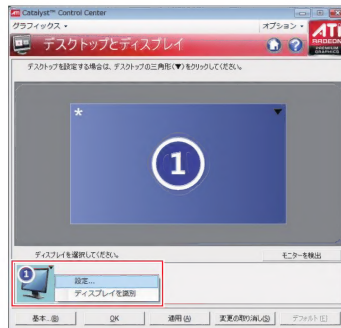 Catalyst™ Control Center
グラフィックス
オプション
デスクトップとディスプレイ
ATI
RADEON
PREMIUM
GRAPHICS
デスクトップを設定する場合は、デスクトップの三角形(▼)をクリックしてください。
*
1
ディスプレイを選択してください。
モニターを検出
1
設定...
ディスプレイを識別
基本...(B)
OK
適用(A)
変更の取り消し(S)
デフォルト(E)